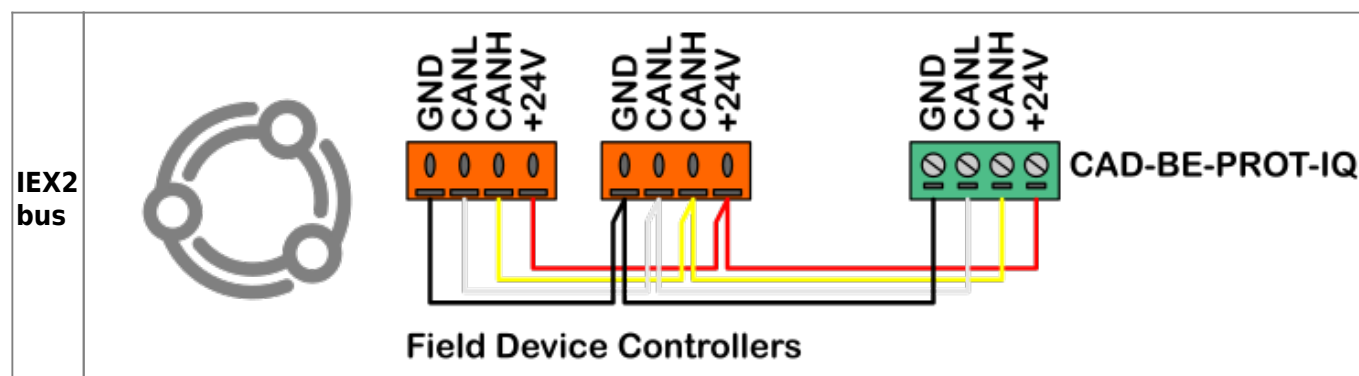 IEX2
bus
GND CANL CANH +24V
GND CANL CANH +24V
GND CANL CANH +24V
CAD-BE-PROT-IQ
Field Device Controllers